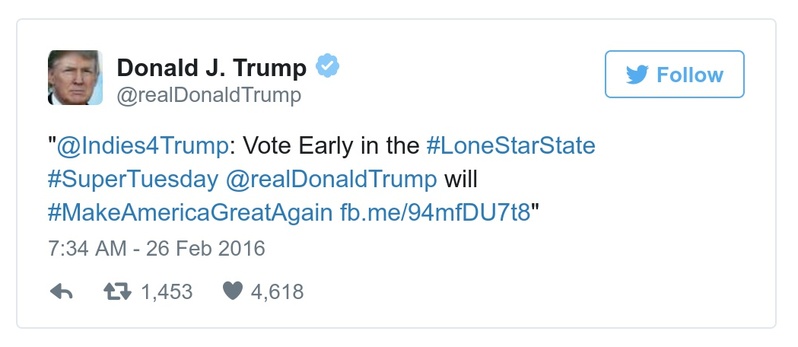 Donald J. Trump
@realDonaldTrump
Follow
"@Indies4Trump: Vote Early in the #LoneStarState
#SuperTuesday @realDonaldTrump will
#MakeAmericaGreatAgain fb.me/94mfDU7t8"
7:34 AM - 26 Feb 2016
1,453 4,618